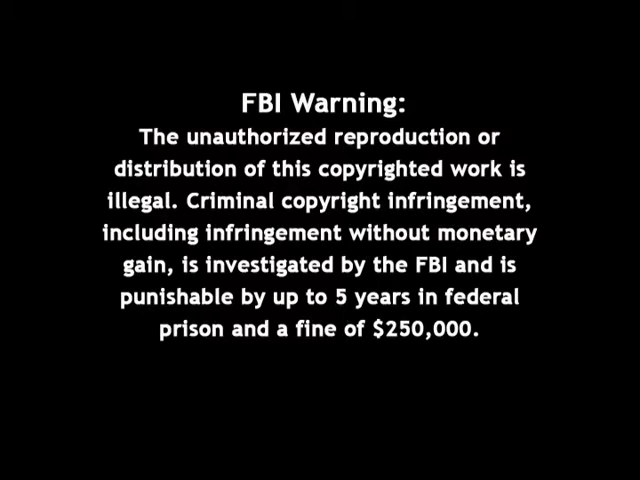 FBI Warning:
The unauthorized reproduction or
distribution of this copyrighted work is
illegal. Criminal copyright infringement,
including infringement without monetary
gain, is investigated by the FBI and is
punishable by up to 5 years in federal
prison and a fine of $250,000.